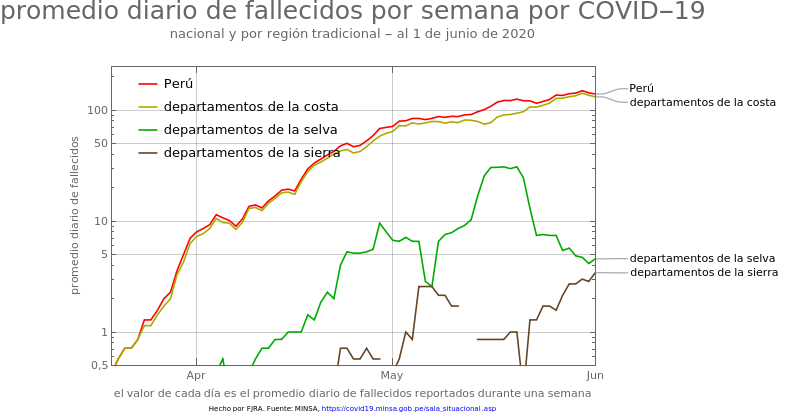 promedio diario de fallecidos por semana por COVID‒19
nacional y por región tradicional ‒ al 1 de junio de 2020
Perú
departamentos de la costa
departamentos de la selva
departamentos de la sierra
promedio diario de fallecidos
100
50
10
5
1
0,5
Apr
May
Jun
Perú
departamentos de la costa
departamentos de la selva
departamentos de la sierra
el valor de cada día es el promedio diario de fallecidos reportados durante una semana
Hecho por FJRA. Fuente: MINSA, https://covid19.minsa.gob.pe/sala_situacional.asp